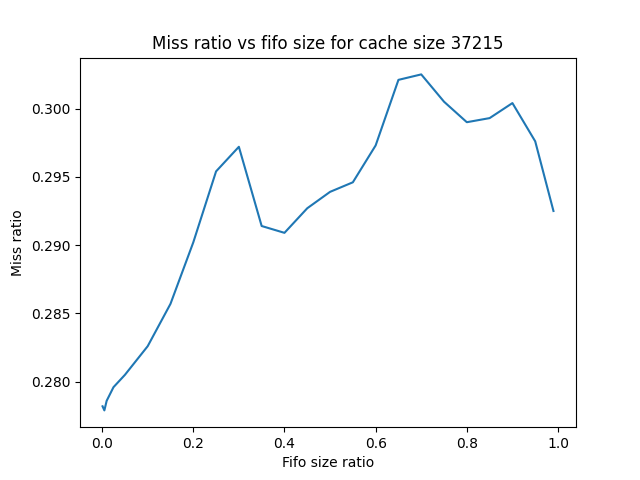 Miss ratio vs fifo size for cache size 37215
Miss ratio
0.300
0.295
0.290
0.285
0.280
0.0 0.2 0.4 0.6 0.8 1.0
Fifo size ratio